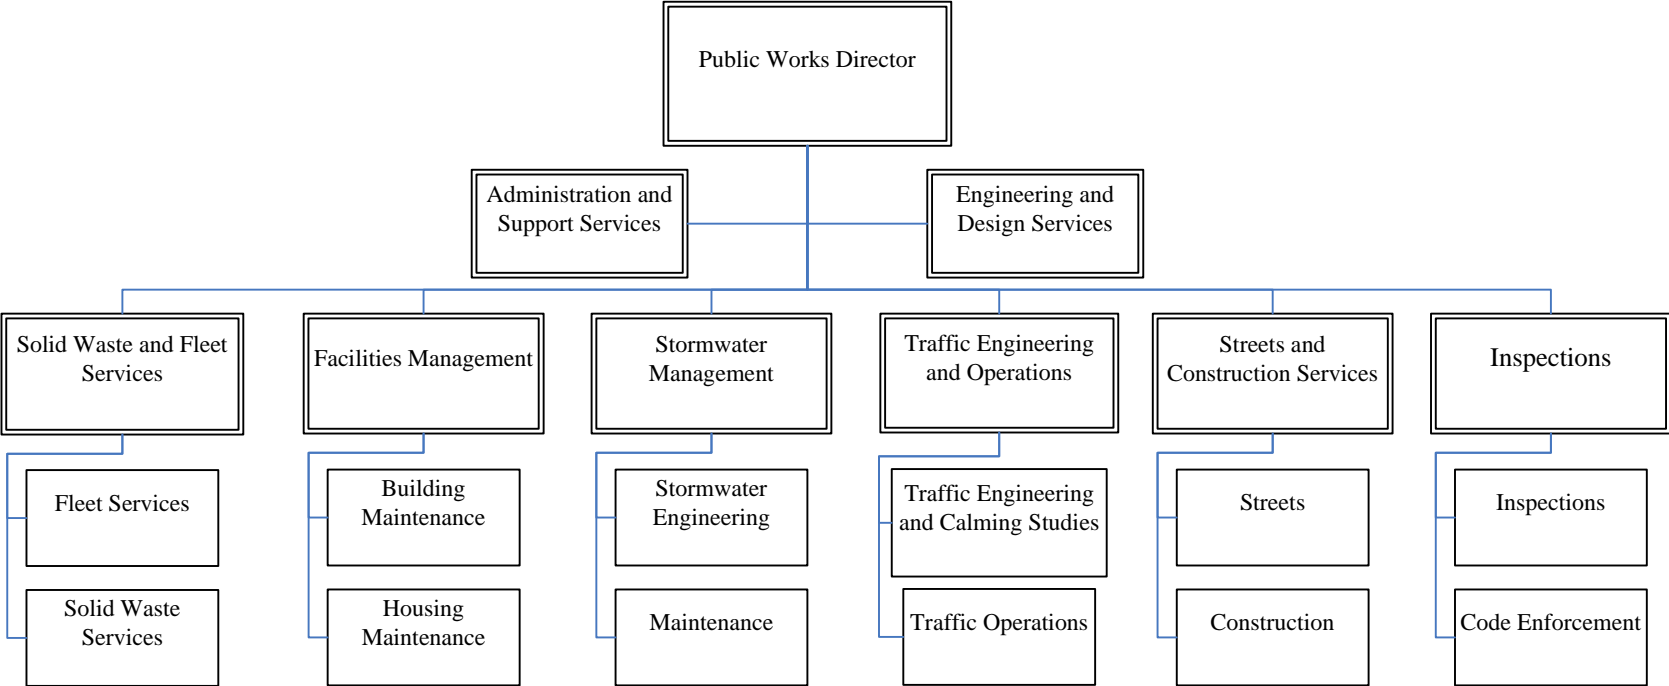 Public Works Director
Administration and
Support Services
Engineering and
Design Services
Solid Waste and Fleet
Services
Facilities Management
Stormwater
Management
Traffic Engineering
and Operations
Streets and
Construction Services
Inspections
Fleet Services
Building
Maintenance
Stormwater
Engineering
Traffic Engineering
and Calming Studies
Streets
Inspections
Solid Waste
Services
Housing
Maintenance
Maintenance
Traffic Operations
Construction
Code Enforcement